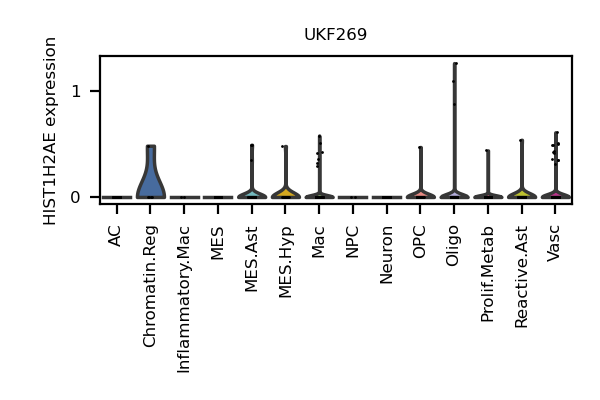 UKF269
HIST1H2AE expression
1
0
AC
Chromatin.Reg
Inflammatory.Mac
MES
MES.Ast
MES.Hyp
Mac
NPC
Neuron
OPC
Oligo
Prolif.Metab
Reactive.Ast
Vasc